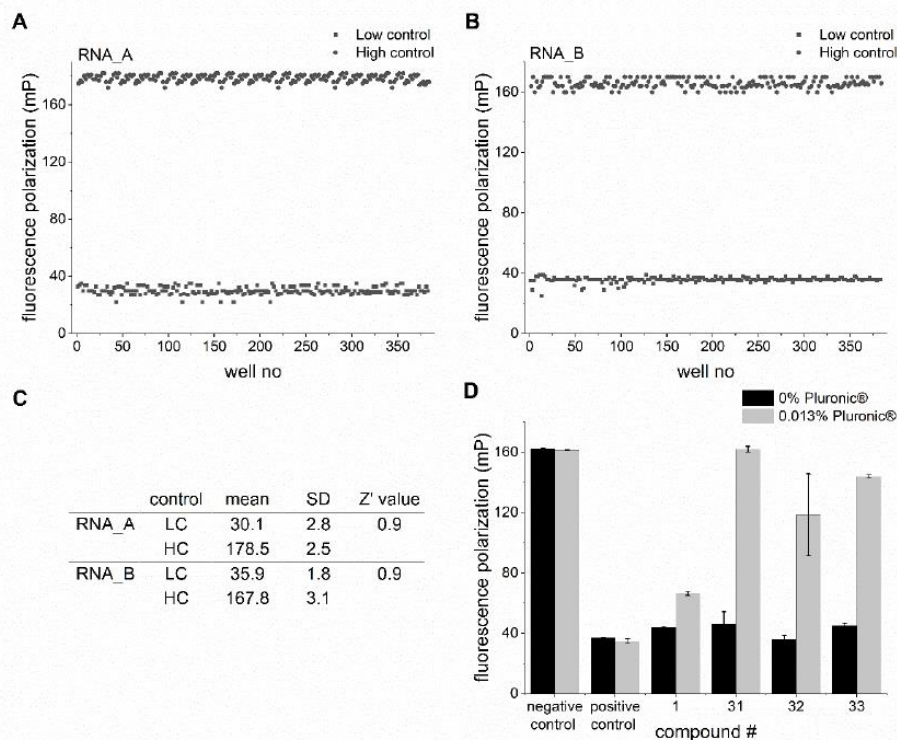 A
RNA_A
Low control
High control
fluorescence polarization (mP)
160
120
80
40
0
0 50 100 150 200 250 300 350
well no
B
RNA_B
Low control
High control
fluorescence polarization (mP)
160
120
80
40
0
0 50 100 150 200 250 300 350
well no
C
control mean SD Z' value
RNA_A LC 30.1 2.8 0.9
HC 178.5 2.5
RNA_B LC 35.9 1.8 0.9
HC 167.8 3.1
D
0% Pluronic®
0.013% Pluronic®
fluorescence polarization (mP)
160
120
80
40
0
negative control
positive control
1 31 32 33
compound #